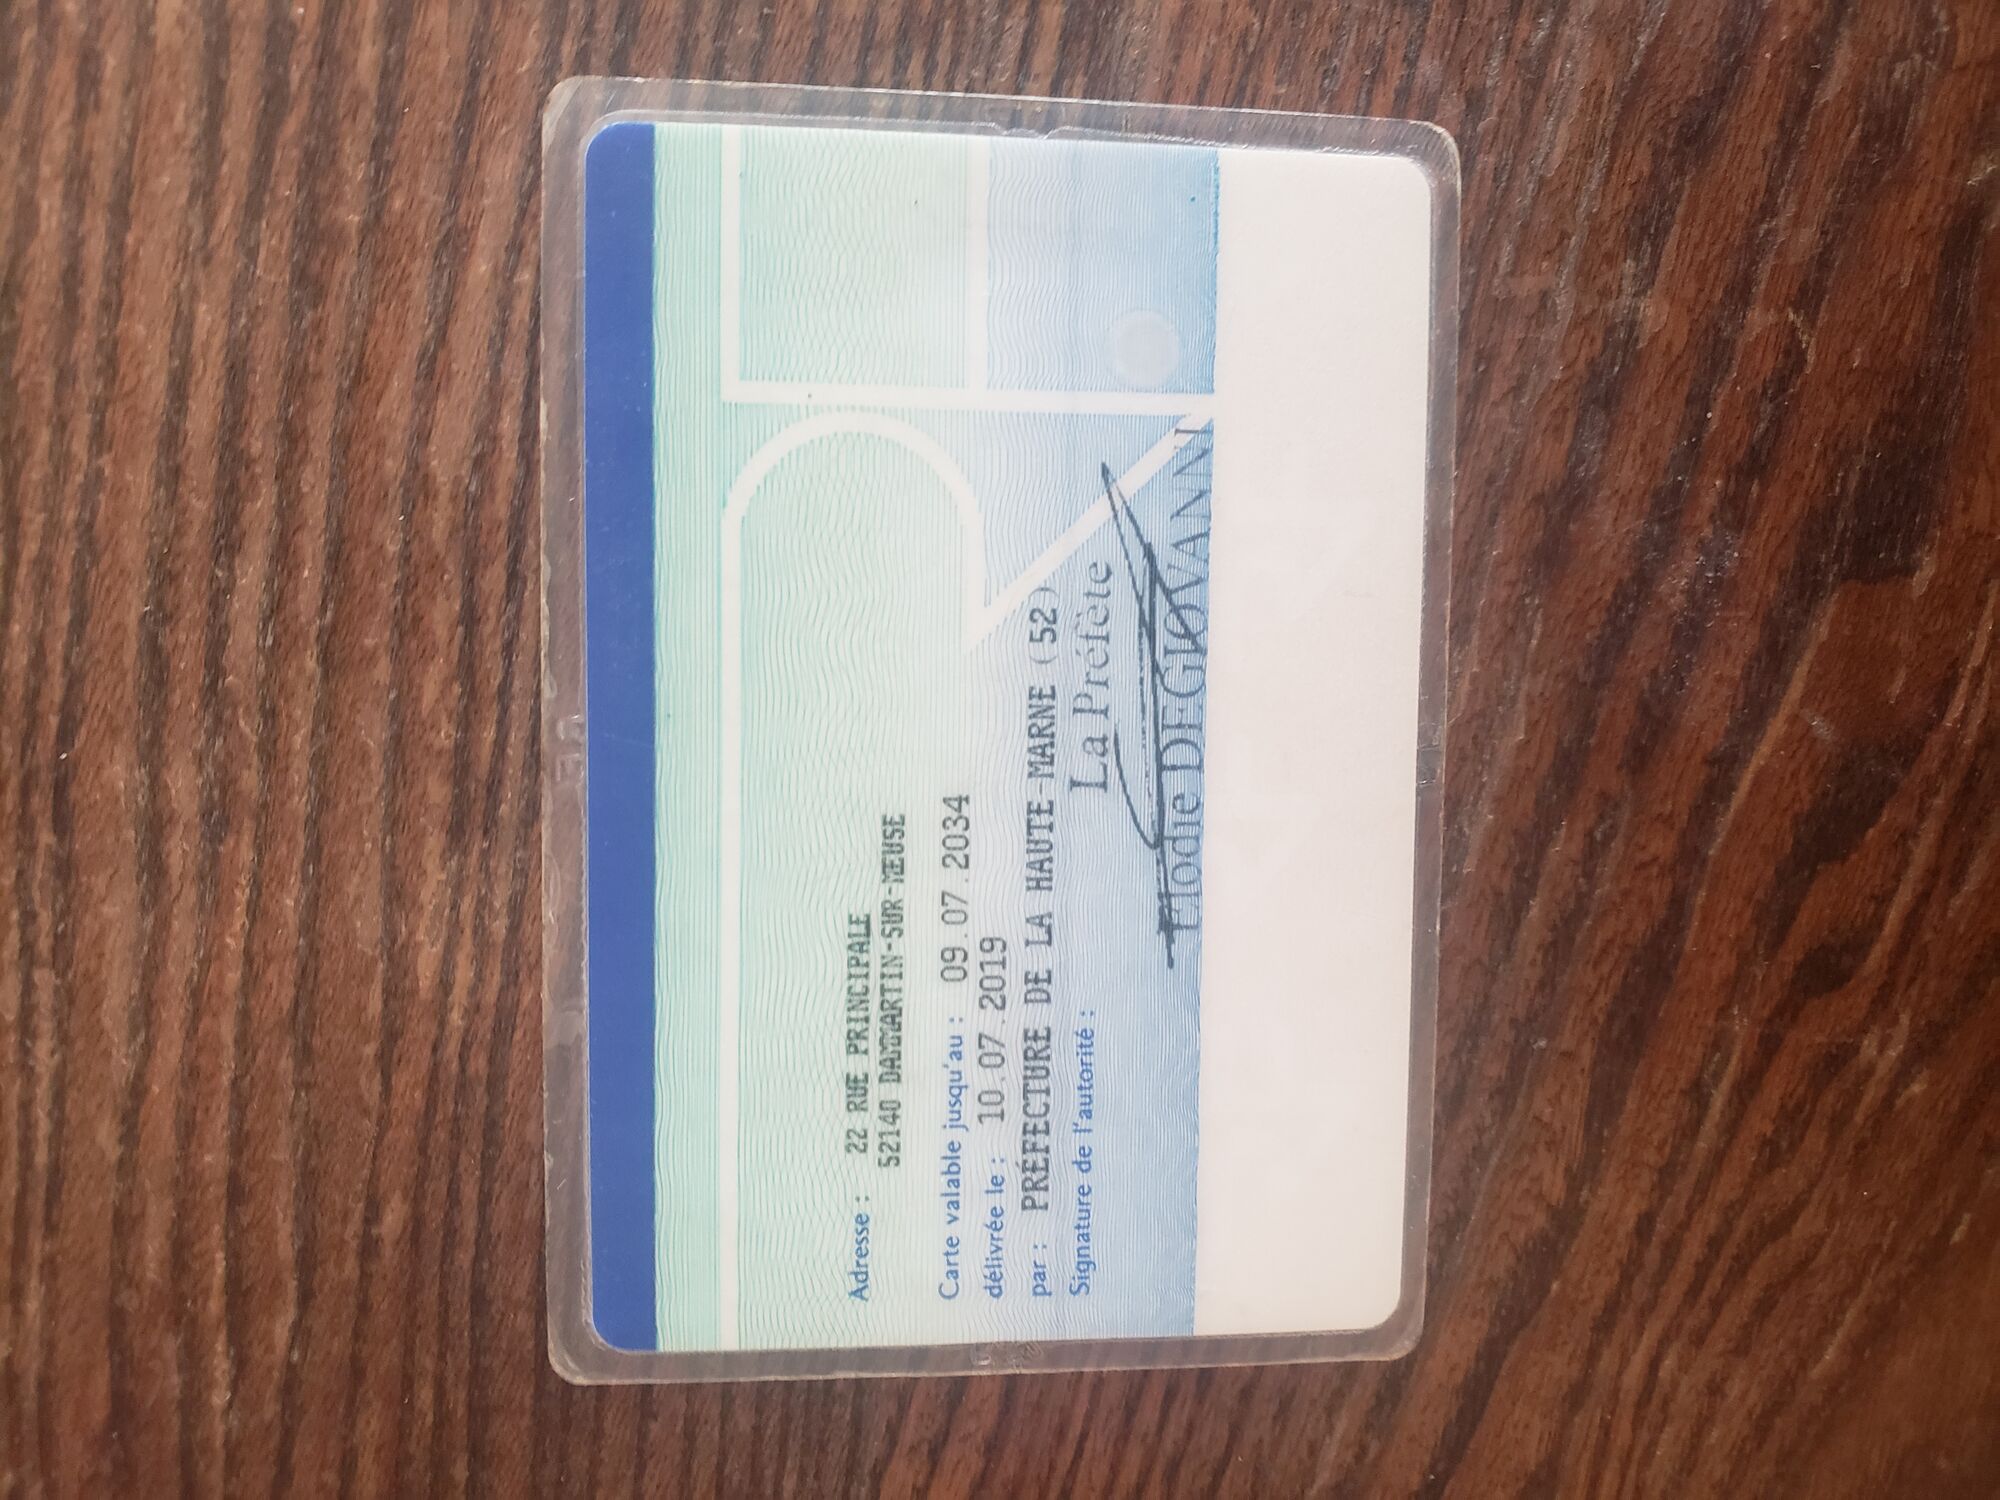 Adresse : 22 RUE PRINCIPALE
52140 DAMMARTIN-SUR-MEUSE
Carte valable jusqu'au : 09.07.2034
délivrée le : 10.07.2019
par : PRÉFECTURE DE LA HAUTE-MARNE (52)
Signature de l'autorité :
La Préfète
Elodie DEGIOVANNI